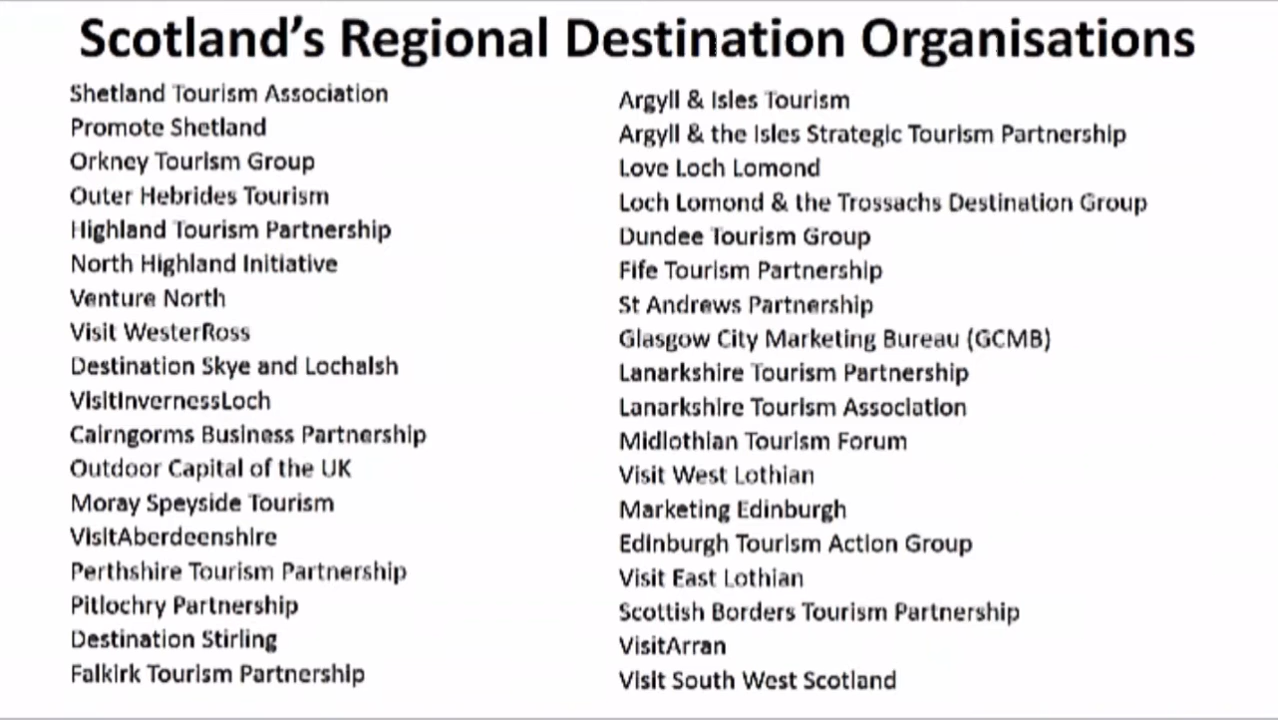 Scotland's Regional Destination Organisations
Shetland Tourism Association
Promote Shetland
Orkney Tourism Group
Outer Hebrides Tourism
Highland Tourism Partnership
North Highland Initiative
Venture North
Visit WesterRoss
Destination Skye and Lochalsh
VisitInvernessLoch
Cairngorms Business Partnership
Outdoor Capital of the UK
Moray Speyside Tourism
VisitAberdeenshire
Perthshire Tourism Partnership
Pitlochry Partnership
Destination Stirling
Falkirk Tourism Partnership
Argyll & Isles Tourism
Argyll & the Isles Strategic Tourism Partnership
Love Loch Lomond
Loch Lomond & the Trossachs Destination Group
Dundee Tourism Group
Fife Tourism Partnership
St Andrews Partnership
Glasgow City Marketing Bureau (GCMB)
Lanarkshire Tourism Partnership
Lanarkshire Tourism Association
Midlothian Tourism Forum
Visit West Lothian
Marketing Edinburgh
Edinburgh Tourism Action Group
Visit East Lothian
Scottish Borders Tourism Partnership
VisitArran
Visit South West Scotland